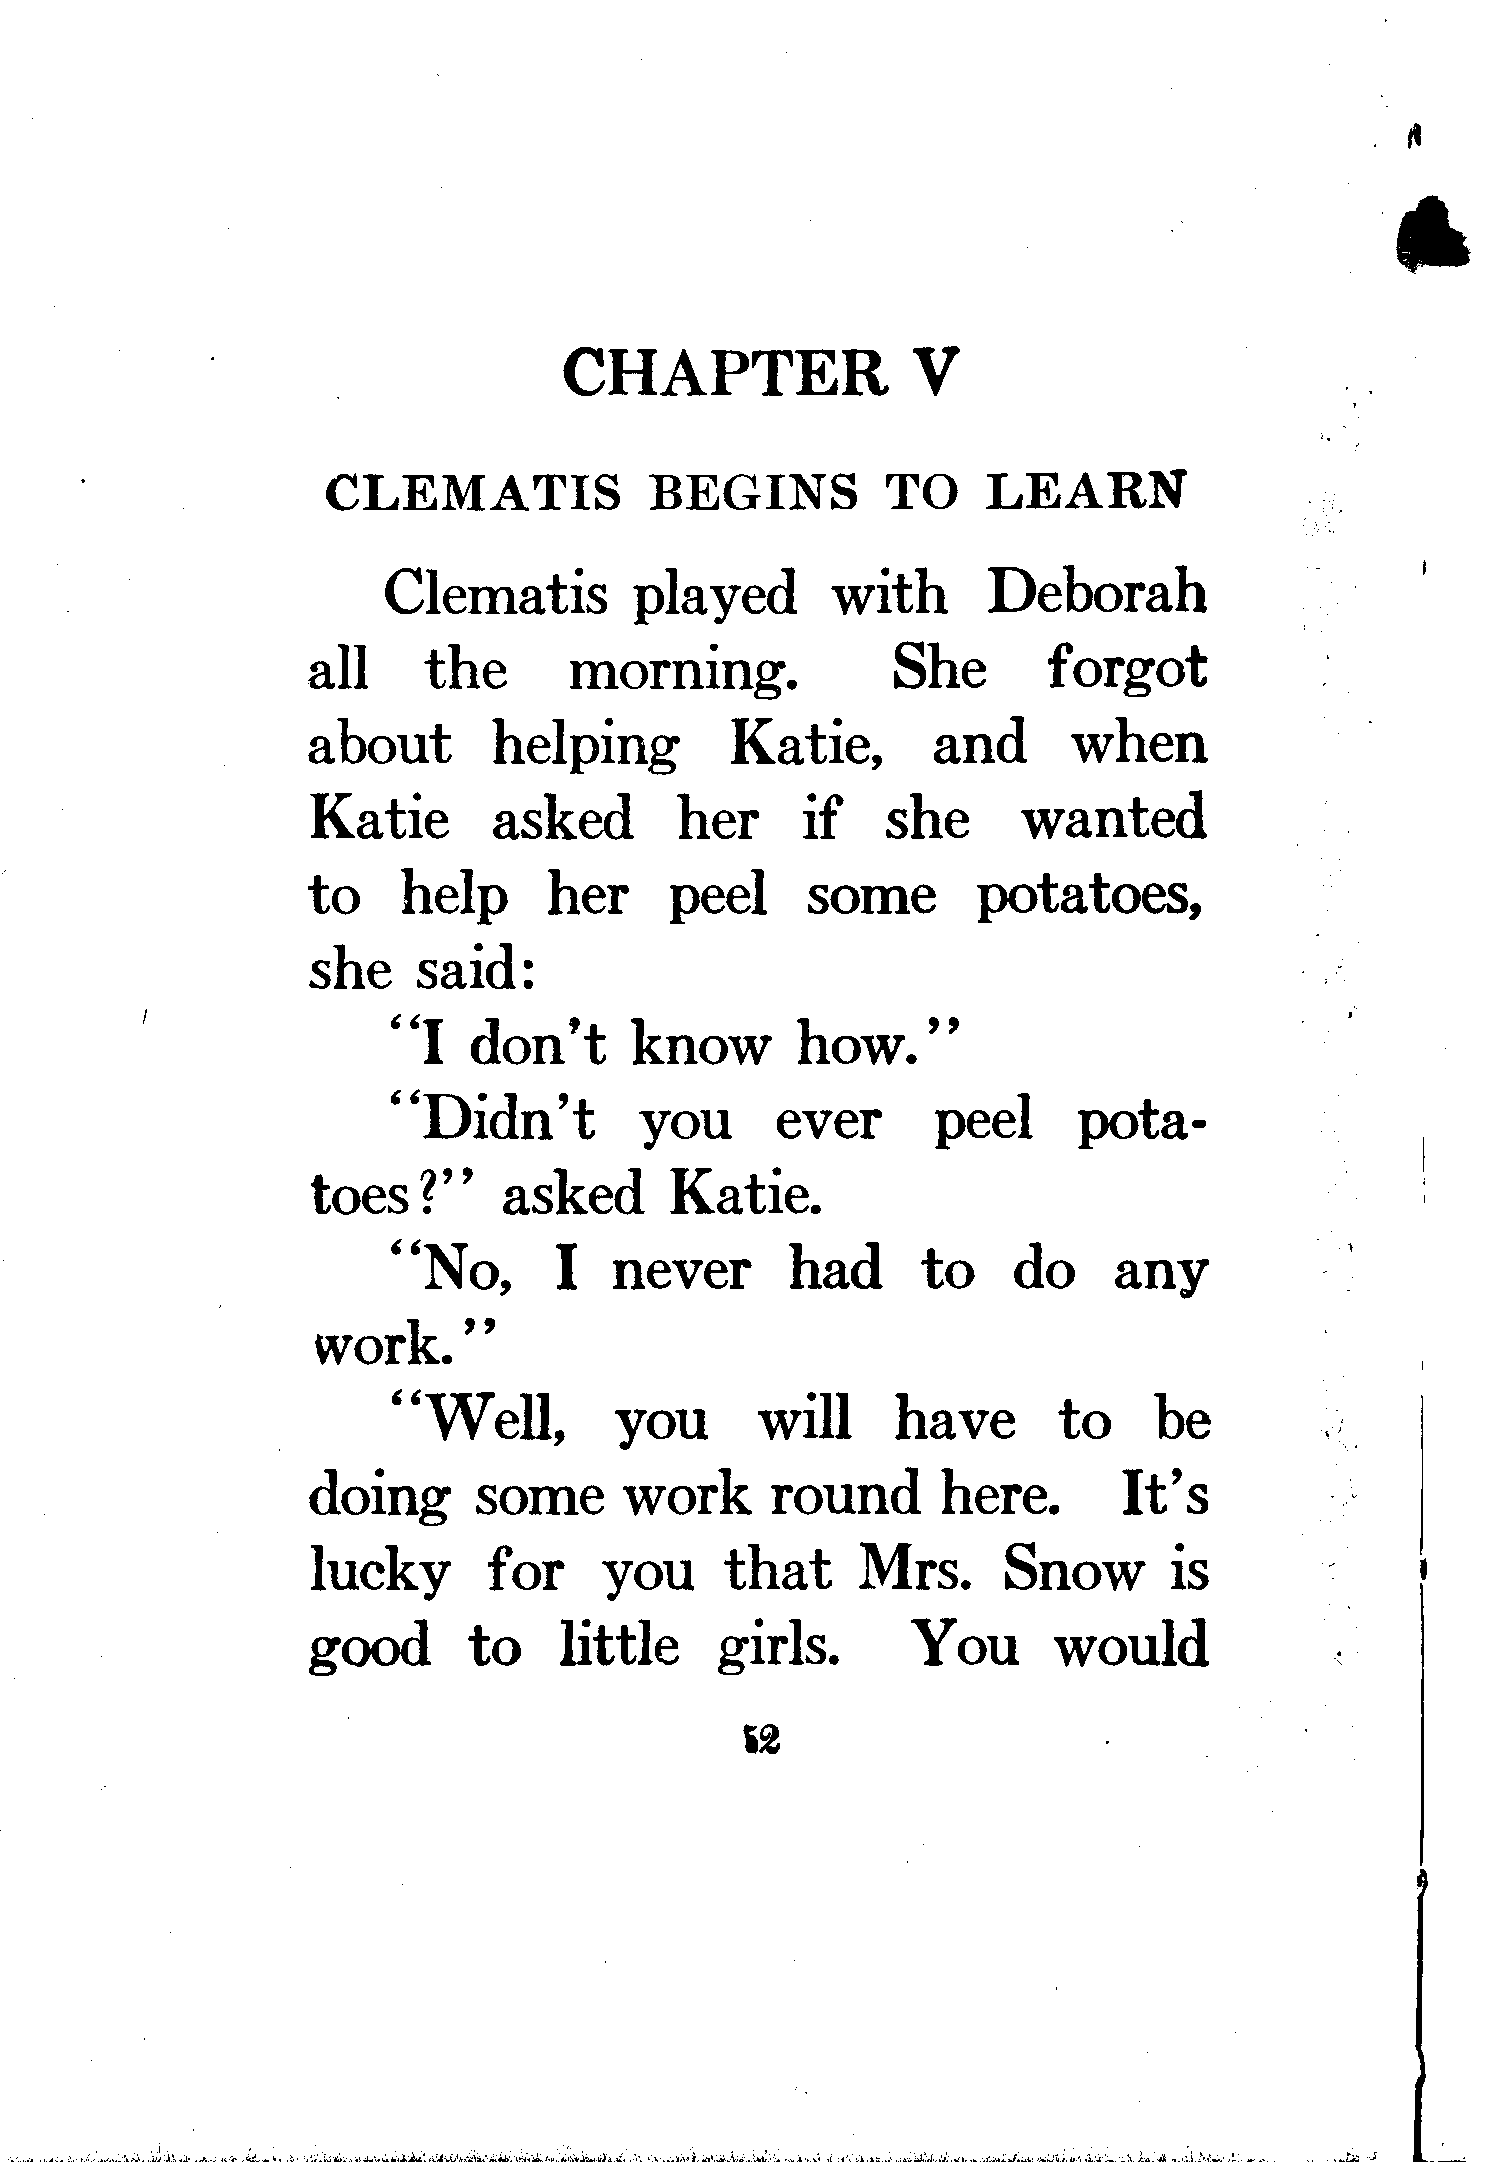 CHAPTER V
CLEMATIS BEGINS TO LEARN
Clematis played with Deborah
all the morning. She forgot
about helping Katie, and when
Katie asked her if she wanted
to help her peel some potatoes,
she said:
"I don't know how."
"Didn't you ever peel pota-
toes?" asked Katie.
"No, I never had to do any
work."
"Well, you will have to be
doing some work round here. It's
lucky for you that Mrs. Snow is
good to little girls. You would
52